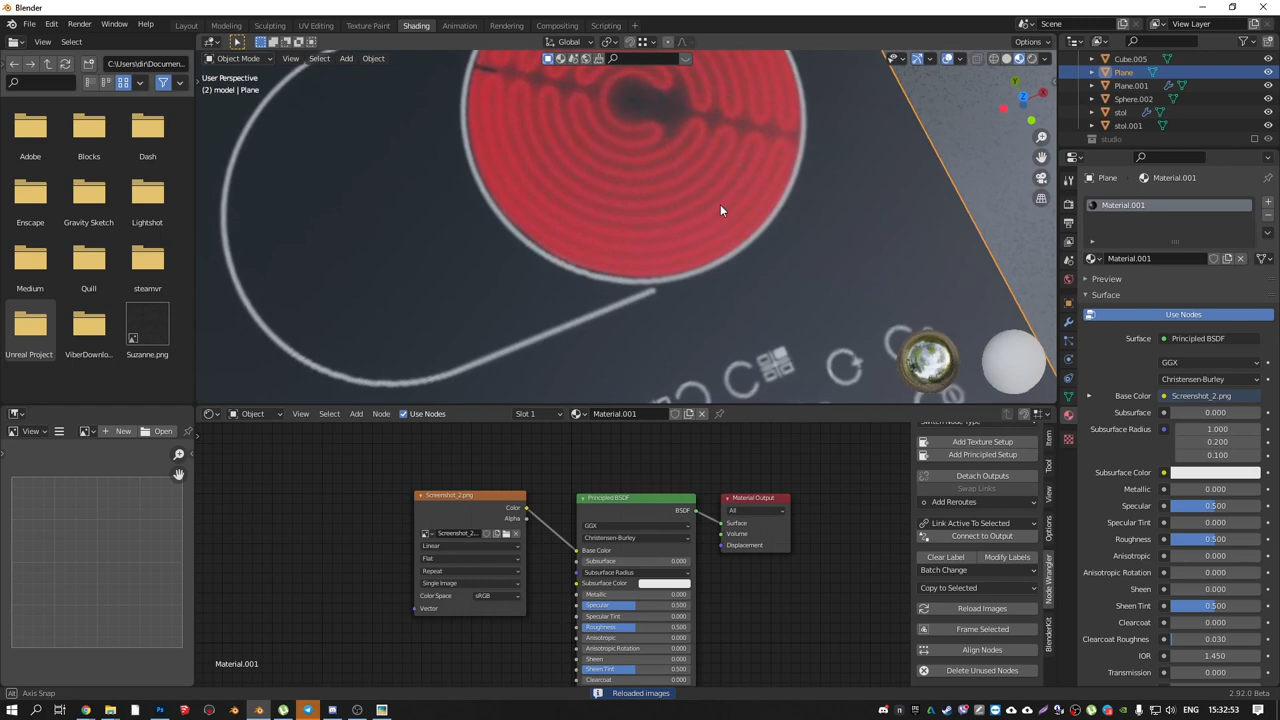 Blender
File Edit Render Window Help
Layout Modeling Sculpting UV Editing Texture Paint Shading Animation Rendering Compositing Scripting +
Scene
View Layer
View Select
Global
Options
C:\Users\dir\Documen...
Object Mode View Select Add Object
User Perspective
(2) model | Plane
X
Y
Z
Adobe Blocks Dash
Enscape Gravity Sketch Lightshot
Medium Quill steamvr
Unreal Project ViberDownlo... Suzanne.png
Cube.005
Plane
Plane.001
Sphere.002
stol
stol.001
studio
Plane
Material.001
Material.001
Material.001
Preview
Surface
Use Nodes
Surface Principled BSDF
GGX
Christensen-Burley
Base Color Screenshot_2.png
Subsurface 0.000
Subsurface Radius 1.000
0.200
0.100
Subsurface Color
Metallic 0.000
Specular 0.500
Specular Tint 0.000
Roughness 0.500
Anisotropic 0.000
Anisotropic Rotation 0.000
Sheen 0.000
Sheen Tint 0.500
Clearcoat 0.000
Clearcoat Roughnes 0.030
IOR 1.450
Transmission 0.000
View
New
Open
Object View Select Add Node Use Nodes Slot 1 Material.001
Screenshot_2.png
Color
Alpha
Screenshot_2...
Linear
Flat
Repeat
Single Image
Color Space sRGB
Vector
Principled BSDF
BSDF
GGX
Christensen-Burley
Base Color
Subsurface 0.000
Subsurface Radius
Subsurface Color
Metallic 0.000
Specular 0.500
Specular Tint 0.000
Roughness 0.500
Anisotropic 0.000
Anisotropic Rotation 0.000
Sheen 0.000
Sheen Tint 0.500
Clearcoat 0.000
Material Output
All
Surface
Volume
Displacement
Switch Node Type
Add Texture Setup
Add Principled Setup
Detach Outputs
Swap Links
Add Reroutes
Link Active To Selected
Connect to Output
Clear Label Modify Labels
Batch Change
Copy to Selected
Reload Images
Frame Selected
Align Nodes
Delete Unused Nodes
Item
Tool
View
Options
Node Wrangler
BlenderKit
Material.001
Axis Snap
Reloaded images
2.92.0 Beta
ENG
15:32:53